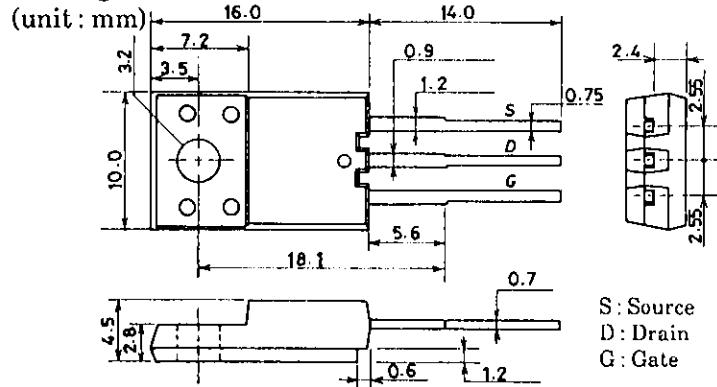 (unit : mm)
16.0
14.0
7.2
3.5
3.2
0.9
1.2
2.4
2.55
S
0.75
D
10.0
G
5.6
2.55
18.1
0.7
4.5
2.8
0.6
1.2
S : Source
D : Drain
G : Gate